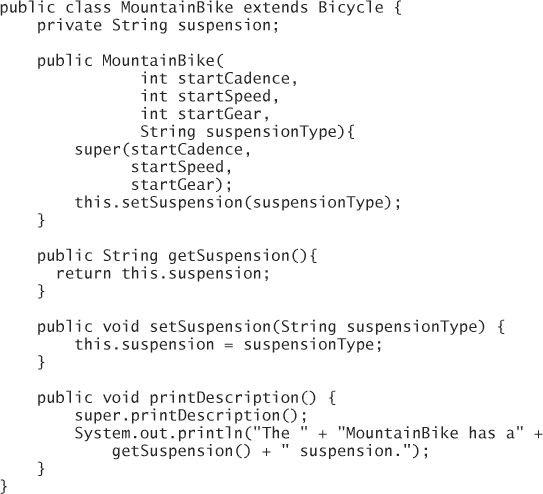 public class MountainBike extends Bicycle {
    private String suspension;

    public MountainBike(
               int startCadence,
               int startSpeed,
               int startGear,
               String suspensionType){
        super(startCadence,
              startSpeed,
              startGear);
        this.setSuspension(suspensionType);
    }

    public String getSuspension(){
      return this.suspension;
    }

    public void setSuspension(String suspensionType) {
        this.suspension = suspensionType;
    }

    public void printDescription() {
        super.printDescription();
        System.out.println("The " + "MountainBike has a" +
            getSuspension() + " suspension.");
    }
}